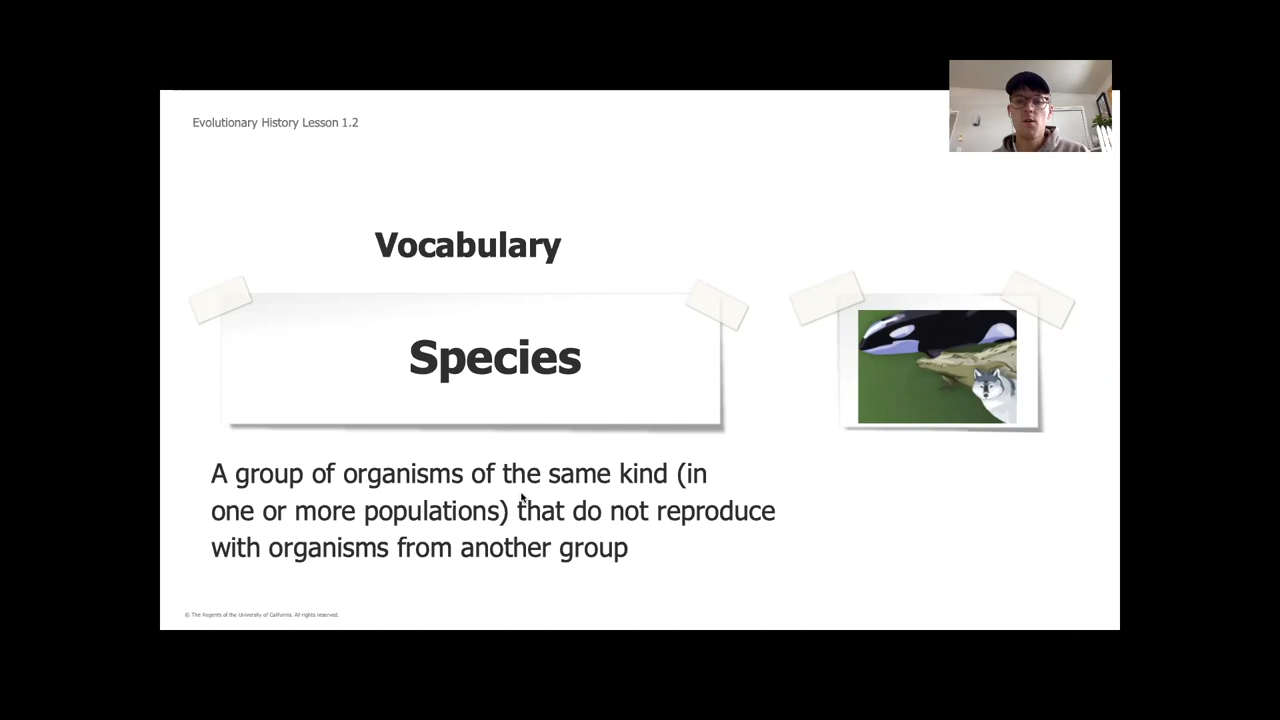 Evolutionary History Lesson 1.2
Vocabulary
Species
A group of organisms of the same kind (in
one or more populations) that do not reproduce
with organisms from another group
© The Regents of the University of California. All rights reserved.